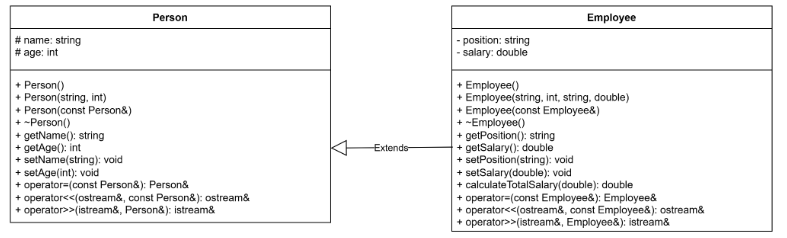 Person
# name: string
# age: int
+ Person()
+ Person(string, int)
+ Person(const Person&)
+ ~Person()
+ getName(): string
+ getAge(): int
+ setName(string): void
+ setAge(int): void
+ operator=(const Person&): Person&
+ operator<<(ostream&, const Person&): ostream&
+ operator>>(istream&, Person&): istream&
Extends
Employee
- position: string
- salary: double
+ Employee()
+ Employee(string, int, string, double)
+ Employee(const Employee&)
+ ~Employee()
+ getPosition(): string
+ getSalary(): double
+ setPosition(string): void
+ setSalary(double): void
+ calculateTotalSalary(double): double
+ operator=(const Employee&): Employee&
+ operator<<(ostream&, const Employee&): ostream&
+ operator>>(istream&, Employee&): istream&